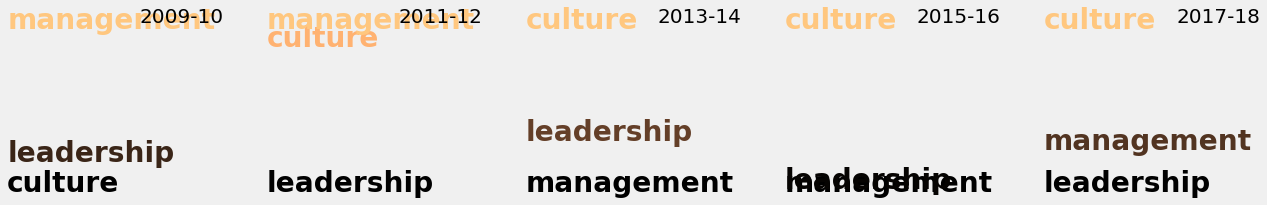 management 2009-10
leadership
culture
management 2011-12
culture
leadership
culture 2013-14
leadership
management
culture 2015-16
leadership
management
culture 2017-18
management
leadership